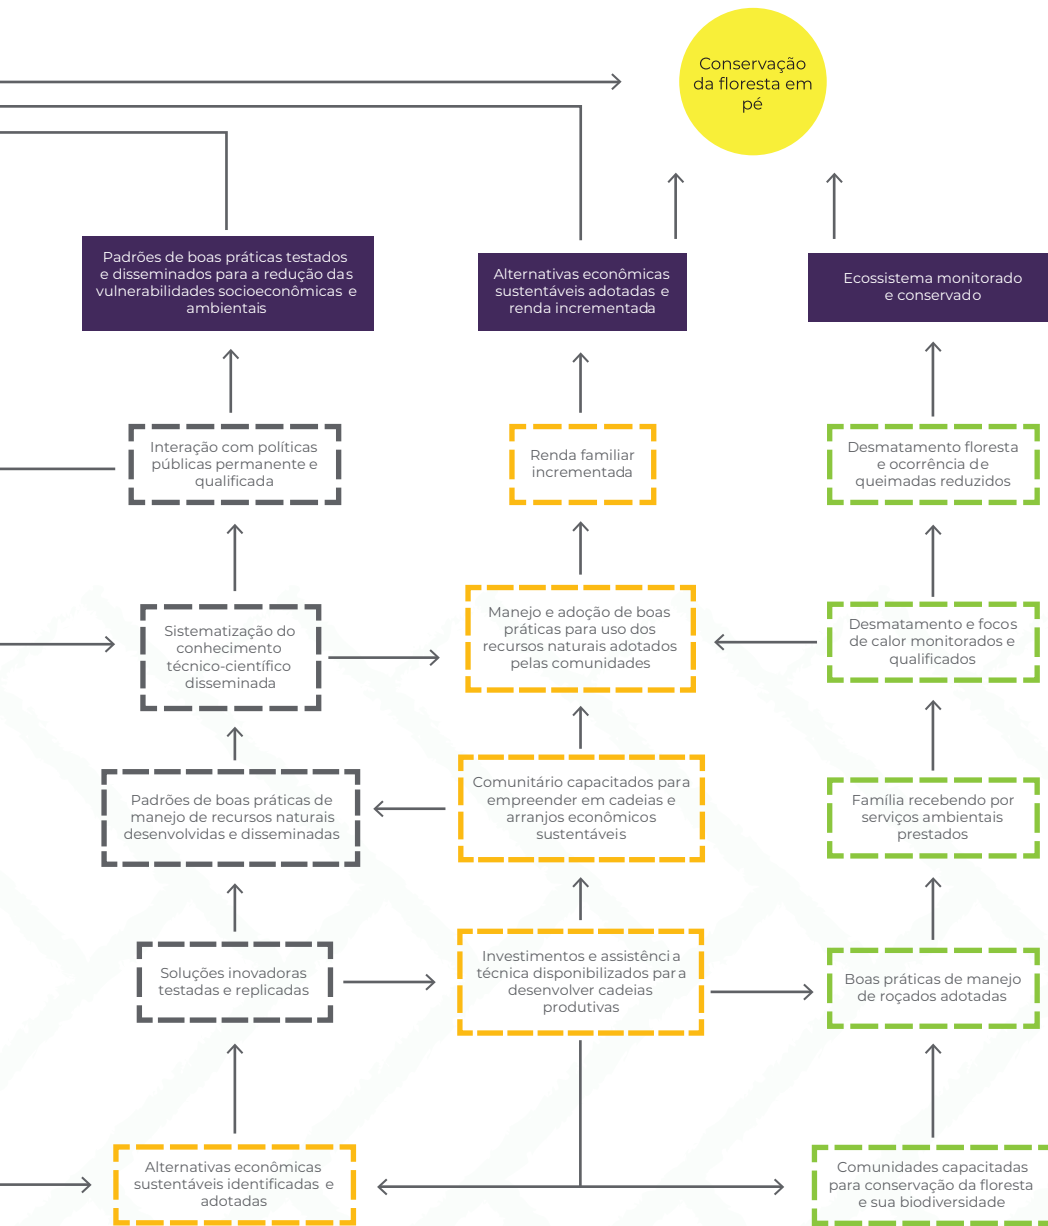 Conservação
da floresta em
pé
Padrões de boas práticas testados
e disseminados para a redução das
vulnerabilidades socioeconômicas e
ambientais
Alternativas econômicas
sustentáveis adotadas e
renda incrementada
Ecossistema monitorado
e conservado
Interação com políticas
públicas permanente e
qualificada
Renda familiar
incrementada
Desmatamento floresta
e ocorrência de
queimadas reduzidos
Sistematização do
conhecimento
técnico-científico
disseminada
Manejo e adoção de boas
práticas para uso dos
recursos naturais adotados
pelas comunidades
Desmatamento e focos
de calor monitorados e
qualificados
Padrões de boas práticas de
manejo de recursos naturais
desenvolvidas e disseminadas
Comunitário capacitados para
empreender em cadeias e
arranjos econômicos
sustentáveis
Família recebendo por
serviços ambientais
prestados
Soluções inovadoras
testadas e replicadas
Investimentos e assistência
técnica disponibilizados para
desenvolver cadeias
produtivas
Boas práticas de manejo
de roçados adotadas
Alternativas econômicas
sustentáveis identificadas e
adotadas
Comunidades capacitadas
para conservação da floresta
e sua biodiversidade